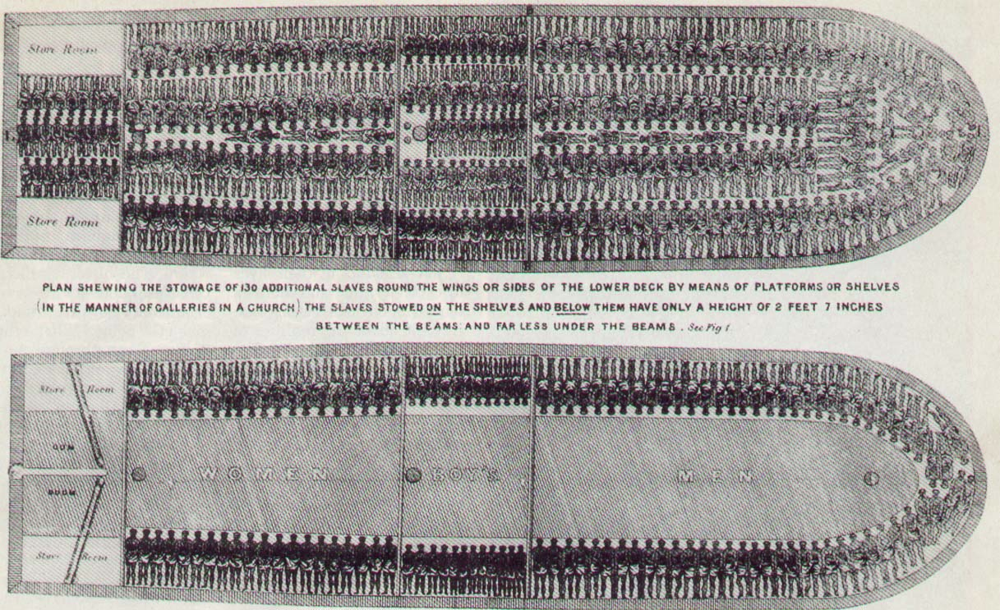 Store Room
Store Room
PLAN SHEWING THE STOWAGE OF 130 ADDITIONAL SLAVES ROUND THE WINGS OR SIDES OF THE LOWER DECK BY MEANS OF PLATFORMS OR SHELVES
(IN THE MANNER OF GALLERIES IN A CHURCH) THE SLAVES STOWED ON THE SHELVES AND BELOW THEM HAVE ONLY A HEIGHT OF 2 FEET 7 INCHES
BETWEEN THE BEAMS: AND FAR LESS UNDER THE BEAMS. See Fig 1.
Store Room
GUN
WOMEN BOY'S MEN
ROOM
Store Room